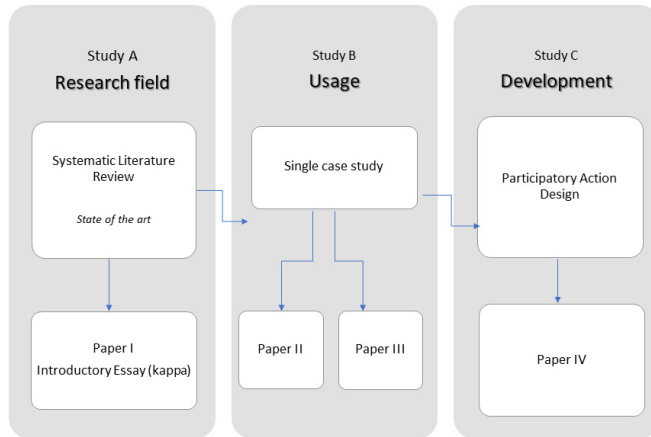 Study A
Research field
Systematic Literature
Review
State of the art
Paper I
Introductory Essay (kappa)
Study B
Usage
Single case study
Paper II
Paper III
Study C
Development
Participatory Action
Design
Paper IV